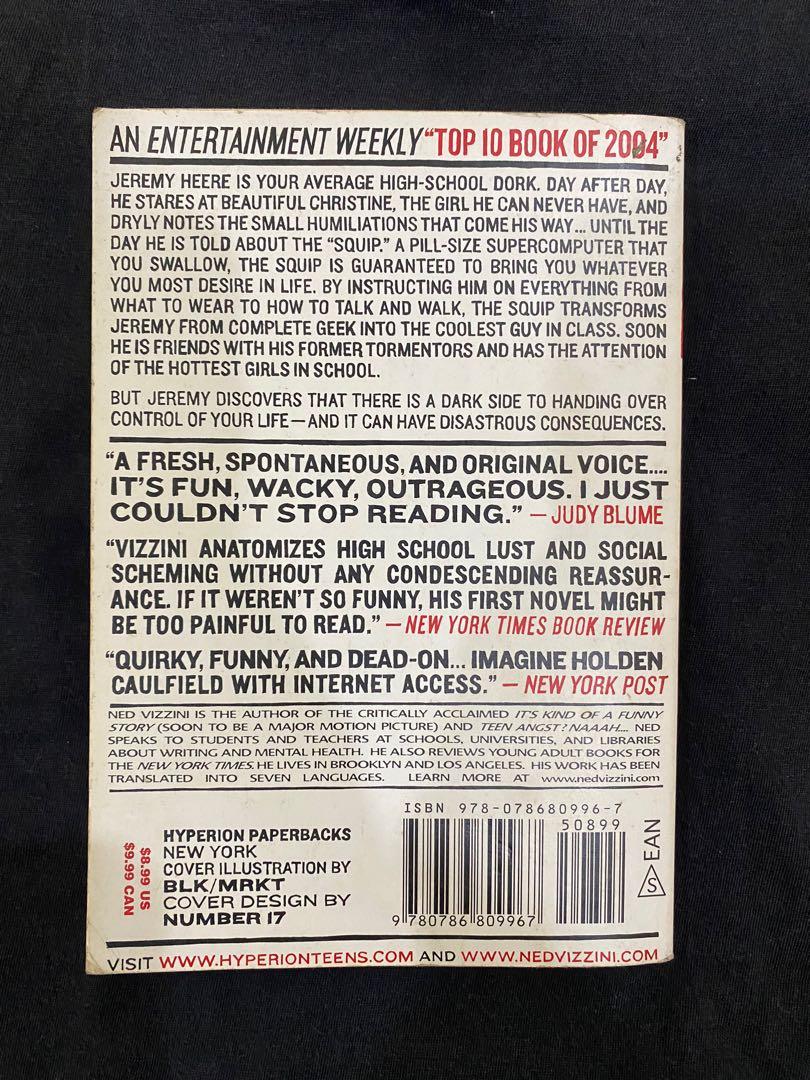 AN ENTERTAINMENT WEEKLY “TOP 10 BOOK OF 2004”
JEREMY HEERE IS YOUR AVERAGE HIGH-SCHOOL DORK. DAY AFTER DAY,
HE STARES AT BEAUTIFUL CHRISTINE, THE GIRL HE CAN NEVER HAVE, AND
DRYLY NOTES THE SMALL HUMILIATIONS THAT COME HIS WAY... UNTIL THE
DAY HE IS TOLD ABOUT THE “SQUIP.” A PILL-SIZE SUPERCOMPUTER THAT
YOU SWALLOW, THE SQUIP IS GUARANTEED TO BRING YOU WHATEVER
YOU MOST DESIRE IN LIFE. BY INSTRUCTING HIM ON EVERYTHING FROM
WHAT TO WEAR TO HOW TO TALK AND WALK, THE SQUIP TRANSFORMS
JEREMY FROM COMPLETE GEEK INTO THE COOLEST GUY IN CLASS. SOON
HE IS FRIENDS WITH HIS FORMER TORMENTORS AND HAS THE ATTENTION
OF THE HOTTEST GIRLS IN SCHOOL.
BUT JEREMY DISCOVERS THAT THERE IS A DARK SIDE TO HANDING OVER
CONTROL OF YOUR LIFE—AND IT CAN HAVE DISASTROUS CONSEQUENCES.
“A FRESH, SPONTANEOUS, AND ORIGINAL VOICE....
IT’S FUN, WACKY, OUTRAGEOUS. I JUST
COULDN’T STOP READING.” — JUDY BLUME
“VIZZINI ANATOMIZES HIGH SCHOOL LUST AND SOCIAL
SCHEMING WITHOUT ANY CONDESCENDING REASSUR-
ANCE. IF IT WEREN’T SO FUNNY, HIS FIRST NOVEL MIGHT
BE TOO PAINFUL TO READ.” — NEW YORK TIMES BOOK REVIEW
“QUIRKY, FUNNY, AND DEAD-ON... IMAGINE HOLDEN
CAULFIELD WITH INTERNET ACCESS.” — NEW YORK POST
NED VIZZINI IS THE AUTHOR OF THE CRITICALLY ACCLAIMED IT’S KIND OF A FUNNY
STORY (SOON TO BE A MAJOR MOTION PICTURE) AND TEEN ANGST? NAAAH.... NED
SPEAKS TO STUDENTS AND TEACHERS AT SCHOOLS, UNIVERSITIES, AND LIBRARIES
ABOUT WRITING AND MENTAL HEALTH. HE ALSO REVIEWS YOUNG ADULT BOOKS FOR
THE NEW YORK TIMES. HE LIVES IN BROOKLYN AND LOS ANGELES. HIS WORK HAS BEEN
TRANSLATED INTO SEVEN LANGUAGES. LEARN MORE AT www.nedvizzini.com
$8.99 US
$9.99 CAN
HYPERION PAPERBACKS
NEW YORK
COVER ILLUSTRATION BY
BLK/MRKT
COVER DESIGN BY
NUMBER 17
ISBN 978-078680996-7
50899
9 780786 809967
S EAN
VISIT WWW.HYPERIONTEENS.COM AND WWW.NEDVIZZINI.COM